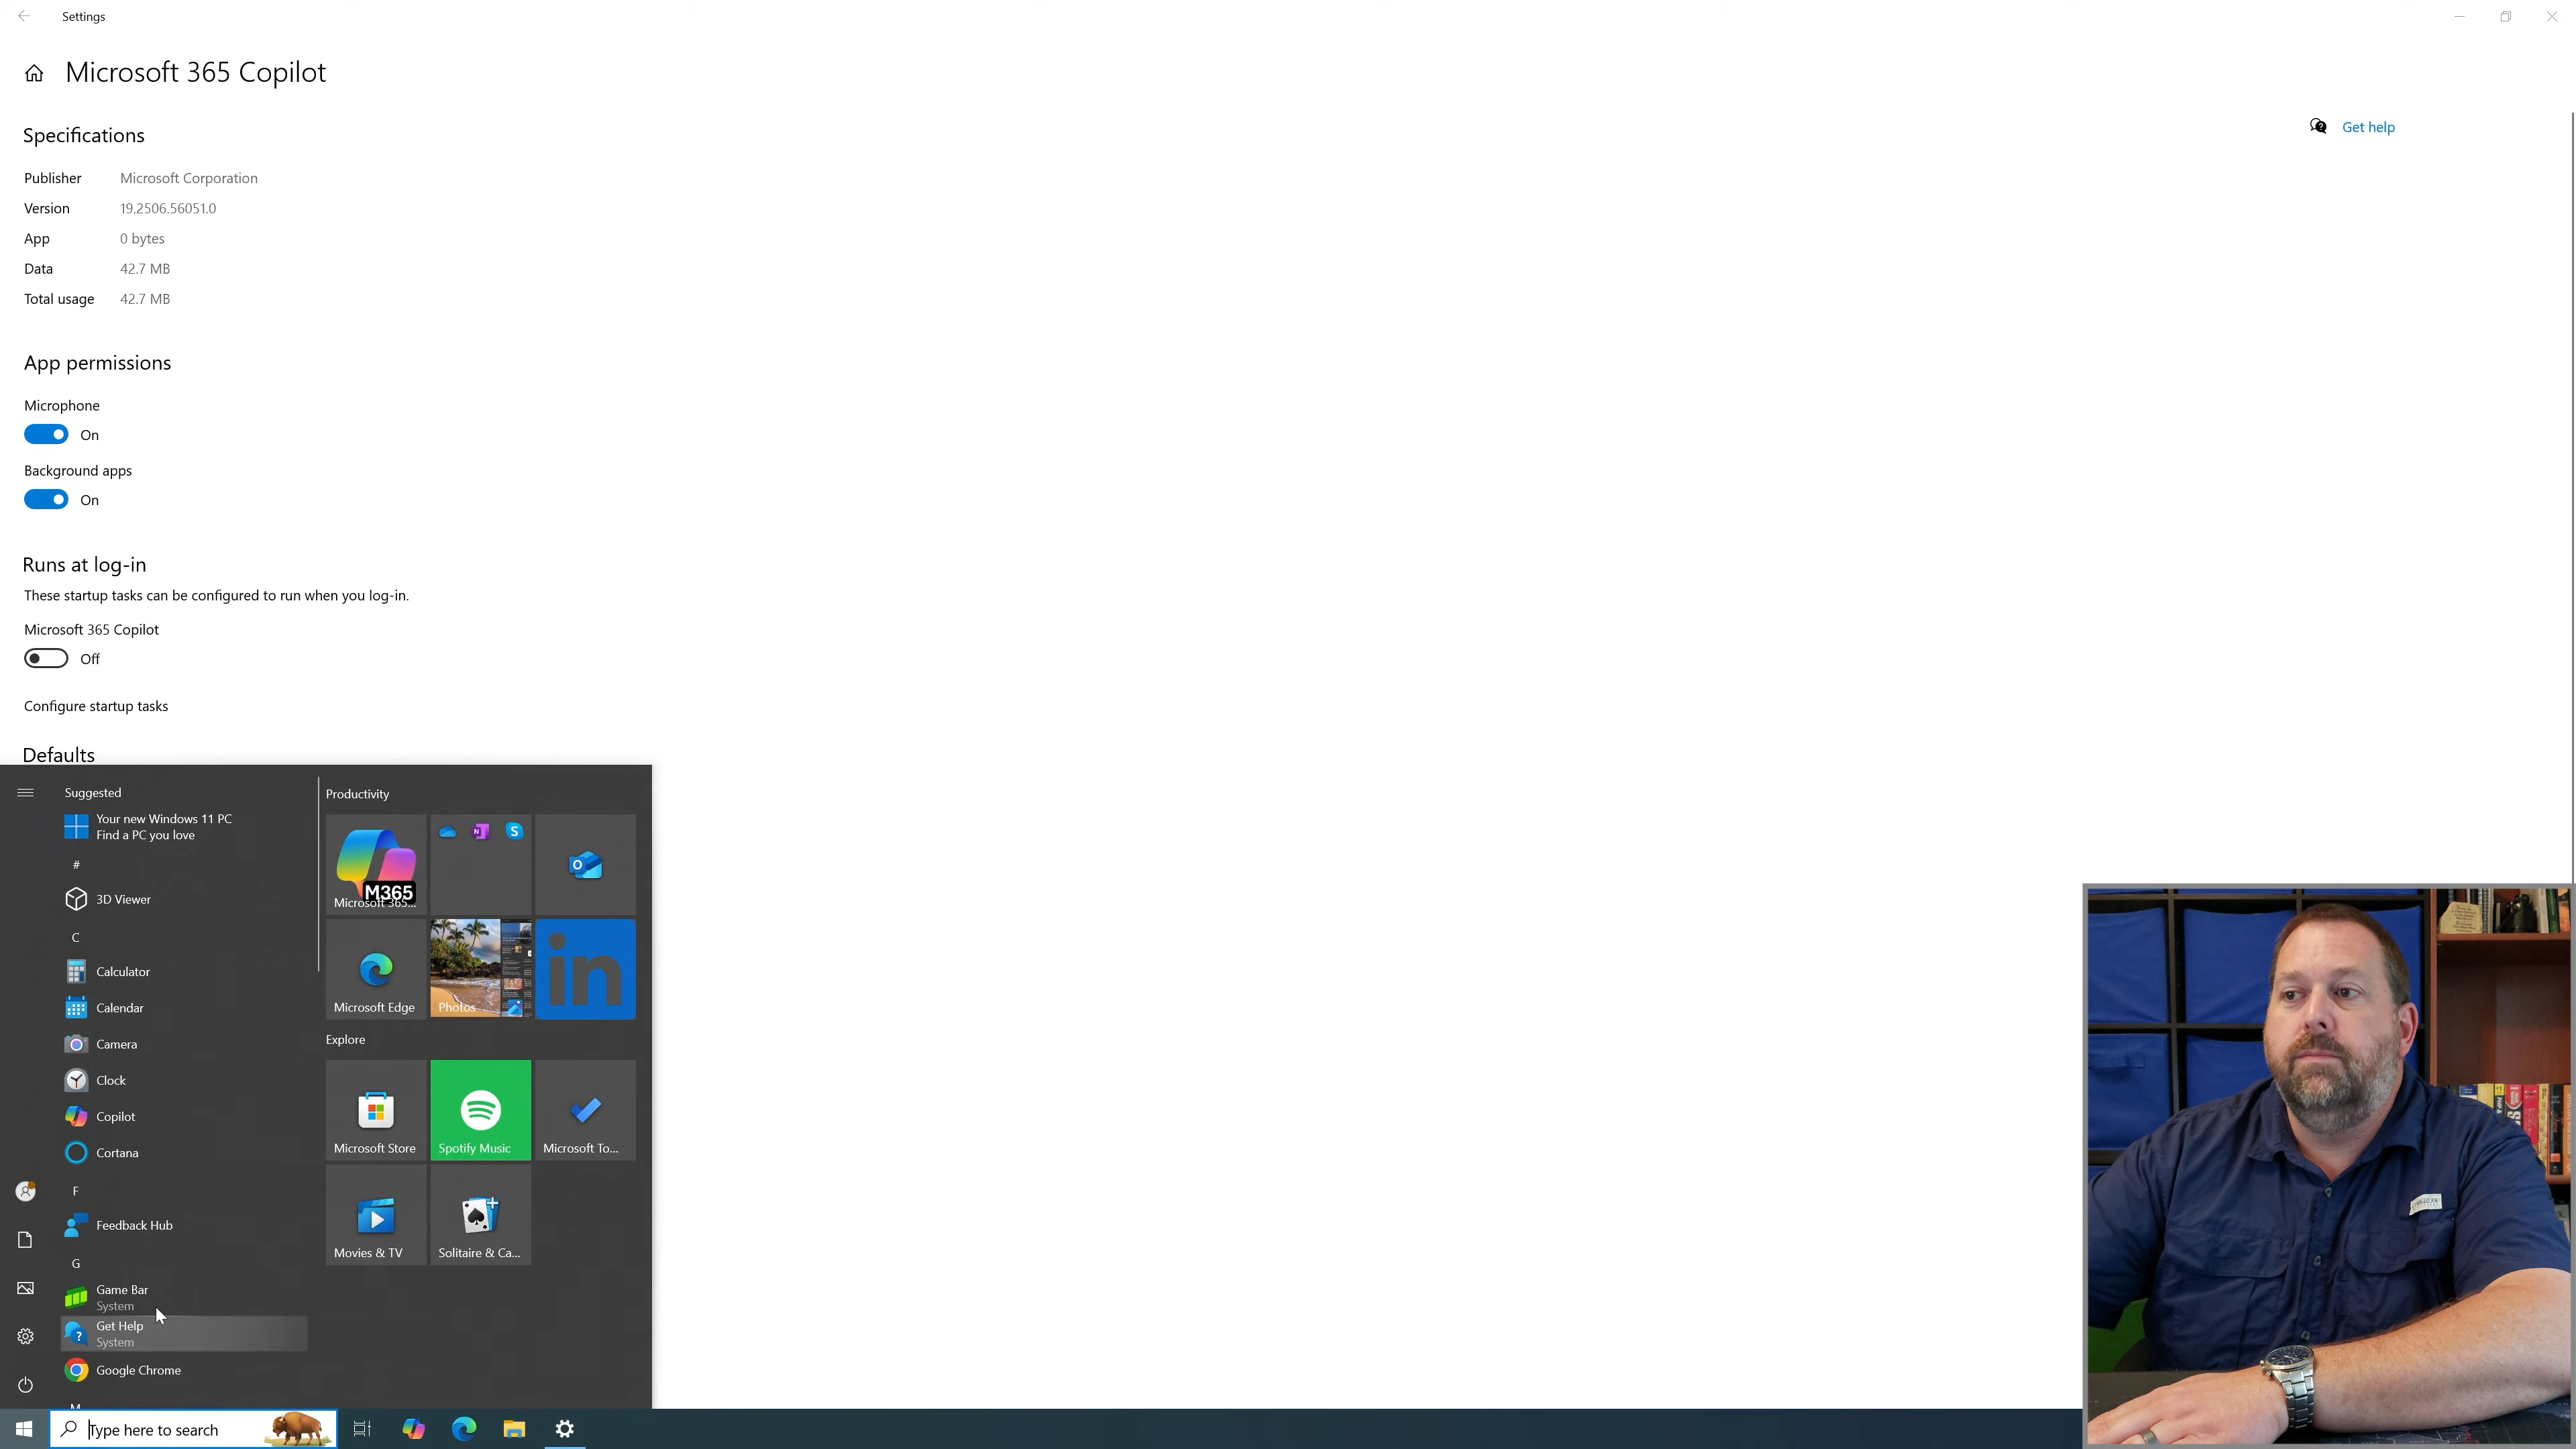 Settings
Microsoft 365 Copilot
Specifications
Get help
Publisher Microsoft Corporation
Version 19.2506.56051.0
App 0 bytes
Data 42.7 MB
Total usage 42.7 MB
App permissions
Microphone
On
Background apps
On
Runs at log-in
These startup tasks can be configured to run when you log-in.
Microsoft 365 Copilot
Off
Configure startup tasks
Defaults
Suggested
Your new Windows 11 PC
Find a PC you love
#
3D Viewer
C
Calculator
Calendar
Camera
Clock
Copilot
Cortana
F
Feedback Hub
G
Game Bar
System
Get Help
System
Google Chrome
M
Productivity
M365
Microsoft 365...
N
S
O
Microsoft Edge
Photos
in
Explore
Microsoft Store
Spotify Music
Microsoft To...
Movies & TV
Solitaire & Ca...
Type here to search